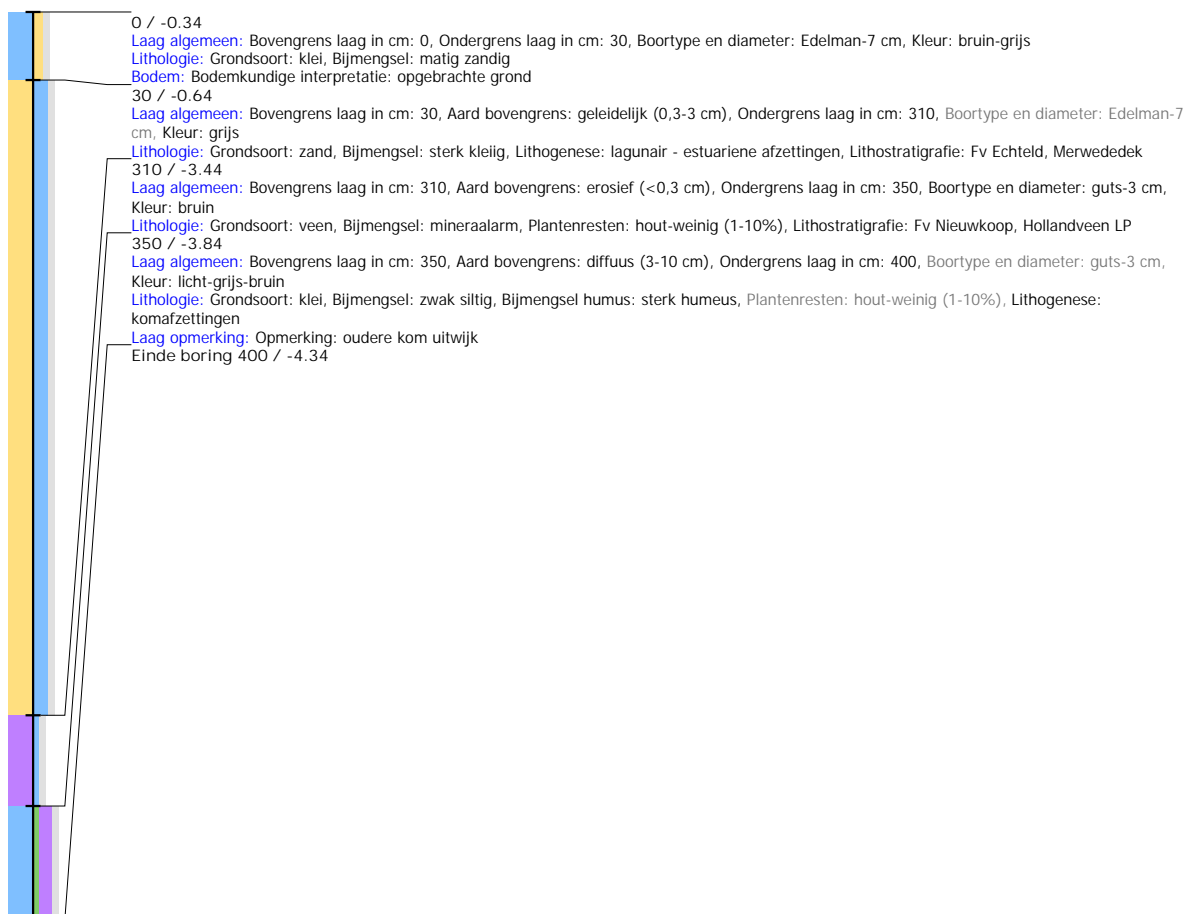 0 / -0.34
Laag algemeen: Bovengrens laag in cm: 0, Ondergrens laag in cm: 30, Boortype en diameter: Edelman-7 cm, Kleur: bruin-grijs
Lithologie: Grondsoort: klei, Bijmengsel: matig zandig
Bodem: Bodemkundige interpretatie: opgebrachte grond
30 / -0.64
Laag algemeen: Bovengrens laag in cm: 30, Aard bovengrens: geleidelijk (0,3-3 cm), Ondergrens laag in cm: 310, Boortype en diameter: Edelman-7
cm, Kleur: grijs
Lithologie: Grondsoort: zand, Bijmengsel: sterk kleiig, Lithogenese: lagunair - estuariene afzettingen, Lithostratigrafie: Fv Echteld, Merwededek
310 / -3.44
Laag algemeen: Bovengrens laag in cm: 310, Aard bovengrens: erosief (<0,3 cm), Ondergrens laag in cm: 350, Boortype en diameter: guts-3 cm,
Kleur: bruin
Lithologie: Grondsoort: veen, Bijmengsel: mineraalarm, Plantenresten: hout-weinig (1-10%), Lithostratigrafie: Fv Nieuwkoop, Hollandveen LP
350 / -3.84
Laag algemeen: Bovengrens laag in cm: 350, Aard bovengrens: diffuus (3-10 cm), Ondergrens laag in cm: 400, Boortype en diameter: guts-3 cm,
Kleur: licht-grijs-bruin
Lithologie: Grondsoort: klei, Bijmengsel: zwak siltig, Bijmengsel humus: sterk humeus, Plantenresten: hout-weinig (1-10%), Lithogenese:
komafzettingen
Laag opmerking: Opmerking: oudere kom uitwijk
Einde boring 400 / -4.34